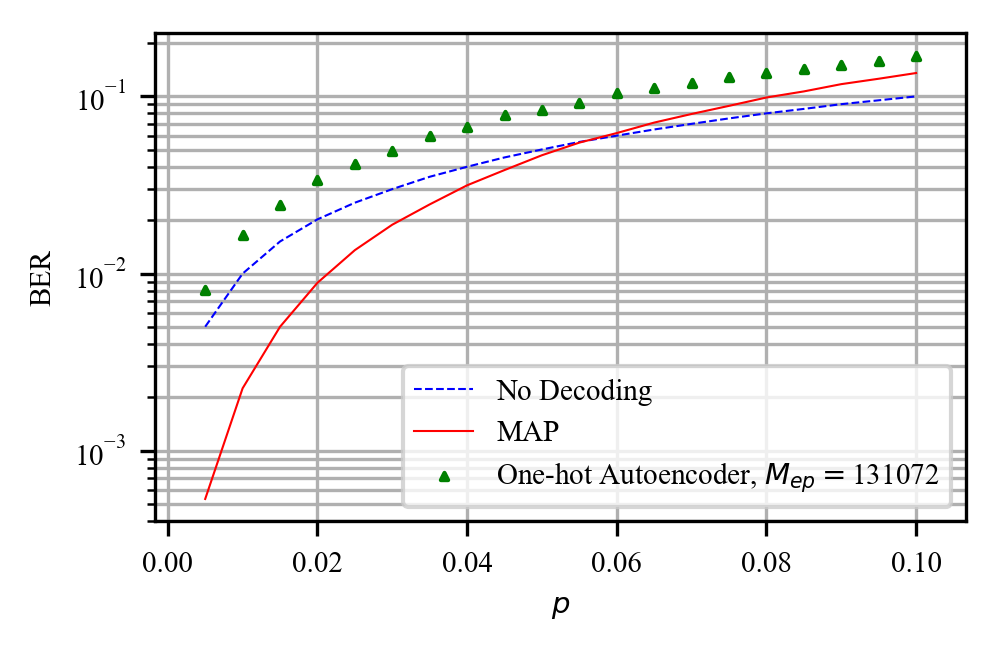 BER
10⁻¹
10⁻²
10⁻³
No Decoding
MAP
One-hot Autoencoder, Mₑₚ = 131072
0.00 0.02 0.04 0.06 0.08 0.10
p